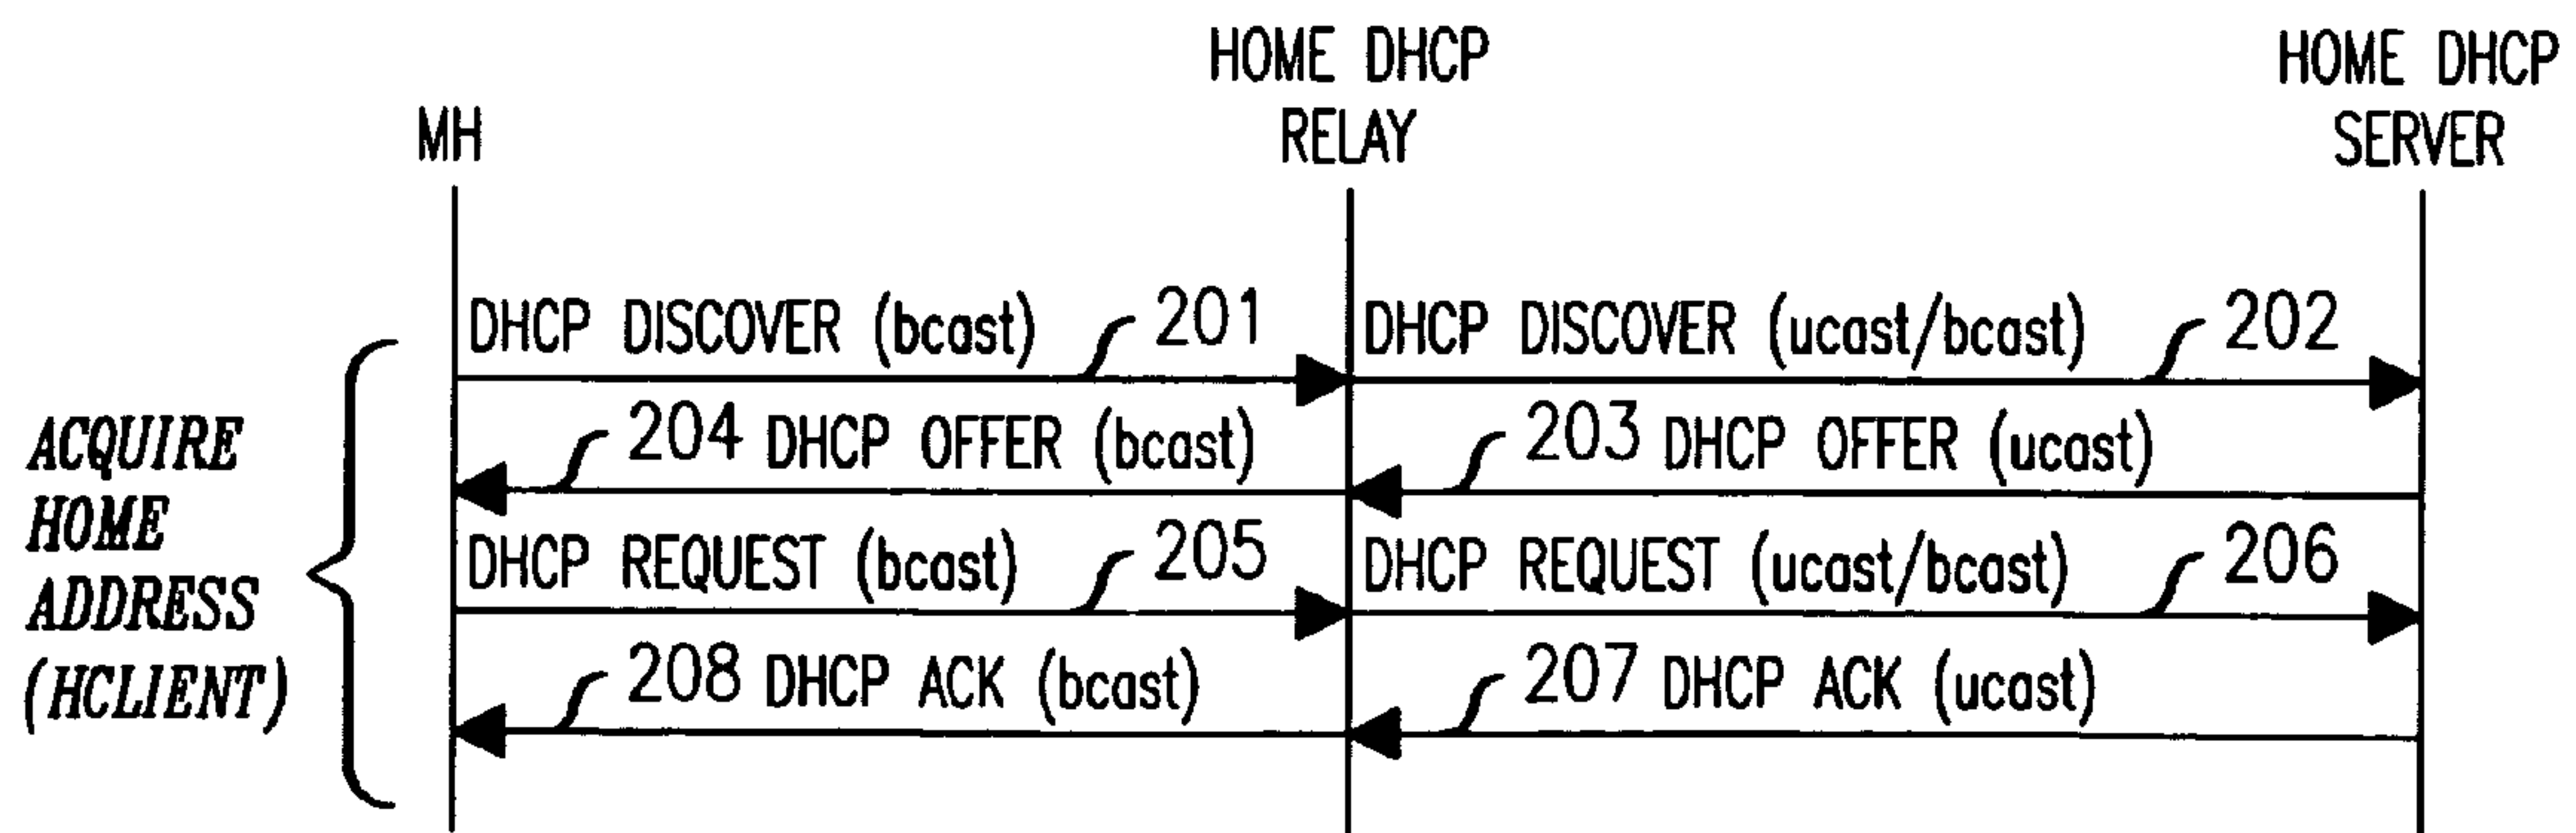 MH
HOME DHCP
RELAY
HOME DHCP
SERVER
DHCP DISCOVER (bcast) 201
DHCP DISCOVER (ucast/bcast) 202
204 DHCP OFFER (bcast)
203 DHCP OFFER (ucast)
DHCP REQUEST (bcast) 205
DHCP REQUEST (ucast/bcast) 206
208 DHCP ACK (bcast)
207 DHCP ACK (ucast)
ACQUIRE
HOME
ADDRESS
(HCLIENT)